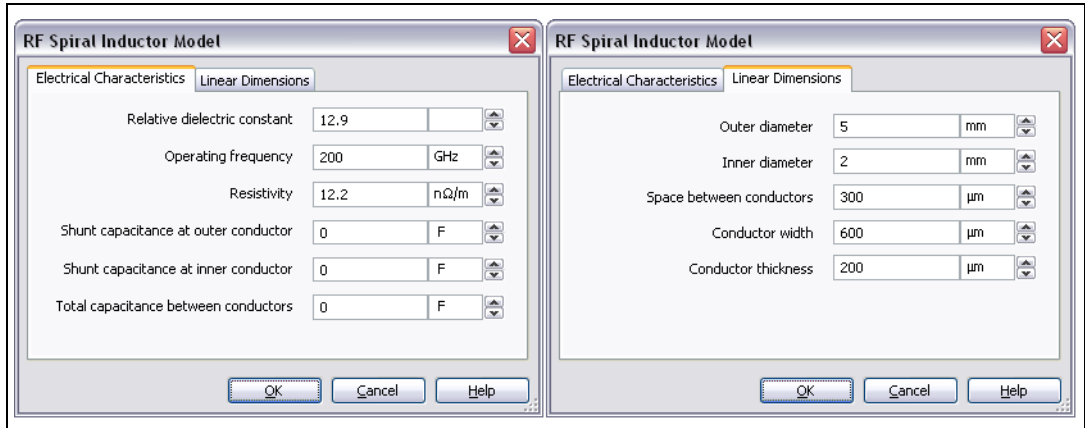 RF Spiral Inductor Model
Electrical Characteristics Linear Dimensions
Relative dielectric constant 12.9
Operating frequency 200 GHz
Resistivity 12.2 nΩ/m
Shunt capacitance at outer conductor 0 F
Shunt capacitance at inner conductor 0 F
Total capacitance between conductors 0 F
OK Cancel Help
RF Spiral Inductor Model
Electrical Characteristics Linear Dimensions
Outer diameter 5 mm
Inner diameter 2 mm
Space between conductors 300 µm
Conductor width 600 µm
Conductor thickness 200 µm
OK Cancel Help